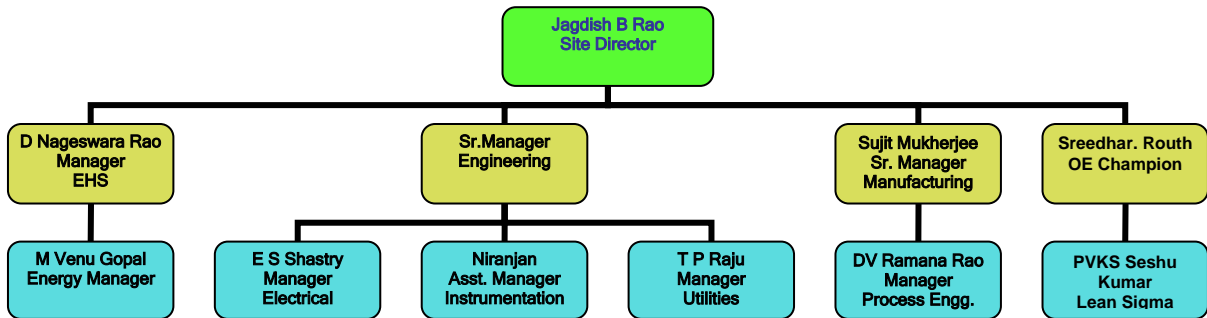 Jagdish B Rao
Site Director
D Nageswara Rao
Manager
EHS
Sr.Manager
Engineering
Sujit Mukherjee
Sr. Manager
Manufacturing
Sreedhar. Routh
OE Champion
M Venu Gopal
Energy Manager
E S Shastry
Manager
Electrical
Niranjan
Asst. Manager
Instrumentation
T P Raju
Manager
Utilities
DV Ramana Rao
Manager
Process Engg.
PVKS Seshu
Kumar
Lean Sigma